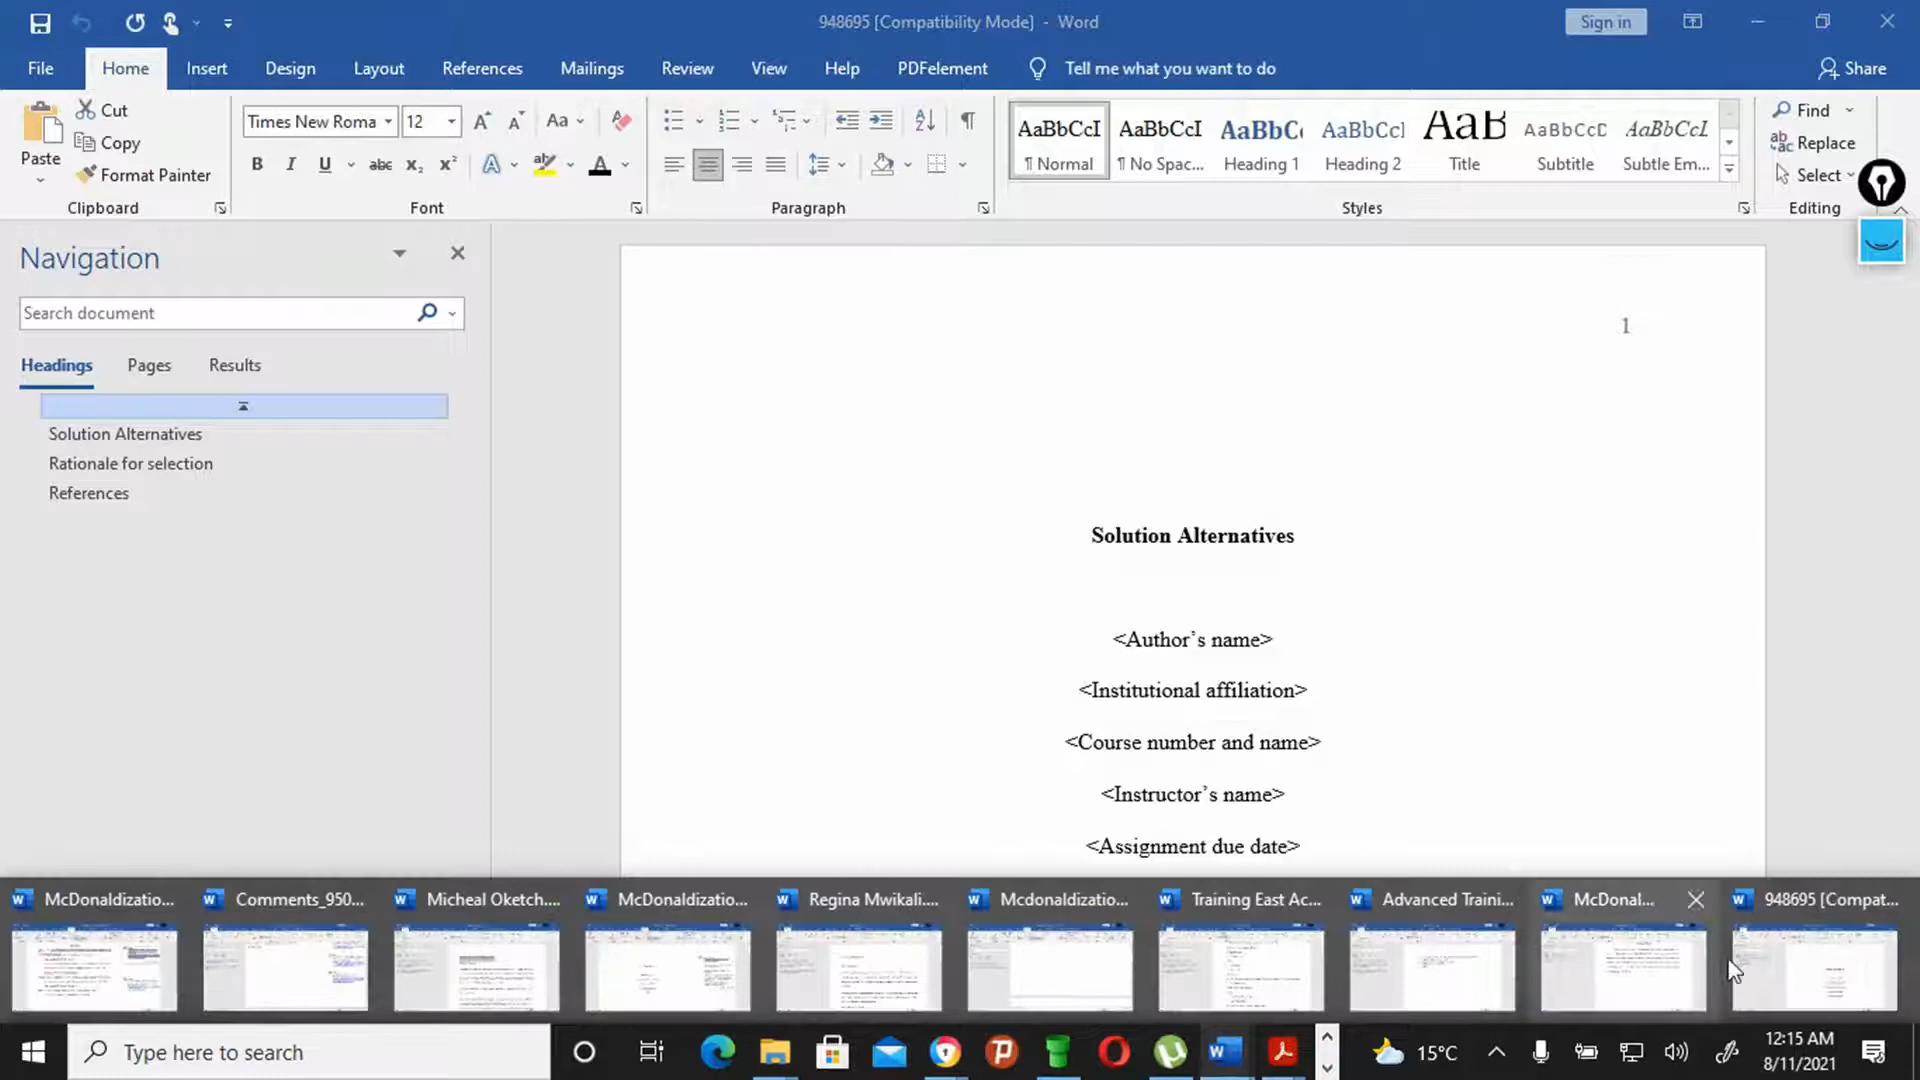 948695 [Compatibility Mode] - Word
Sign in
File Home Insert Design Layout References Mailings Review View Help PDFelement Tell me what you want to do Share
Paste
Cut
Copy
Format Painter
Clipboard
Times New Roma 12
Font
Paragraph
AaBbCcI AaBbCcI AaBbC AaBbCcI AaB AaBbCcD AaBbCcI
¶ Normal ¶ No Spac... Heading 1 Heading 2 Title Subtitle Subtle Em...
Styles
Find
Replace
Select
Editing
Navigation
Search document
Headings Pages Results
Solution Alternatives
Rationale for selection
References
1
Solution Alternatives
<Author’s name>
<Institutional affiliation>
<Course number and name>
<Instructor’s name>
<Assignment due date>
McDonaldizatio... Comments_950... Micheal Oketch.... McDonaldizatio... Regina Mwikali.... Mcdonaldizatio... Training East Ac... Advanced Traini... McDonal... 948695 [Compat...
Type here to search
15°C
12:15 AM
8/11/2021